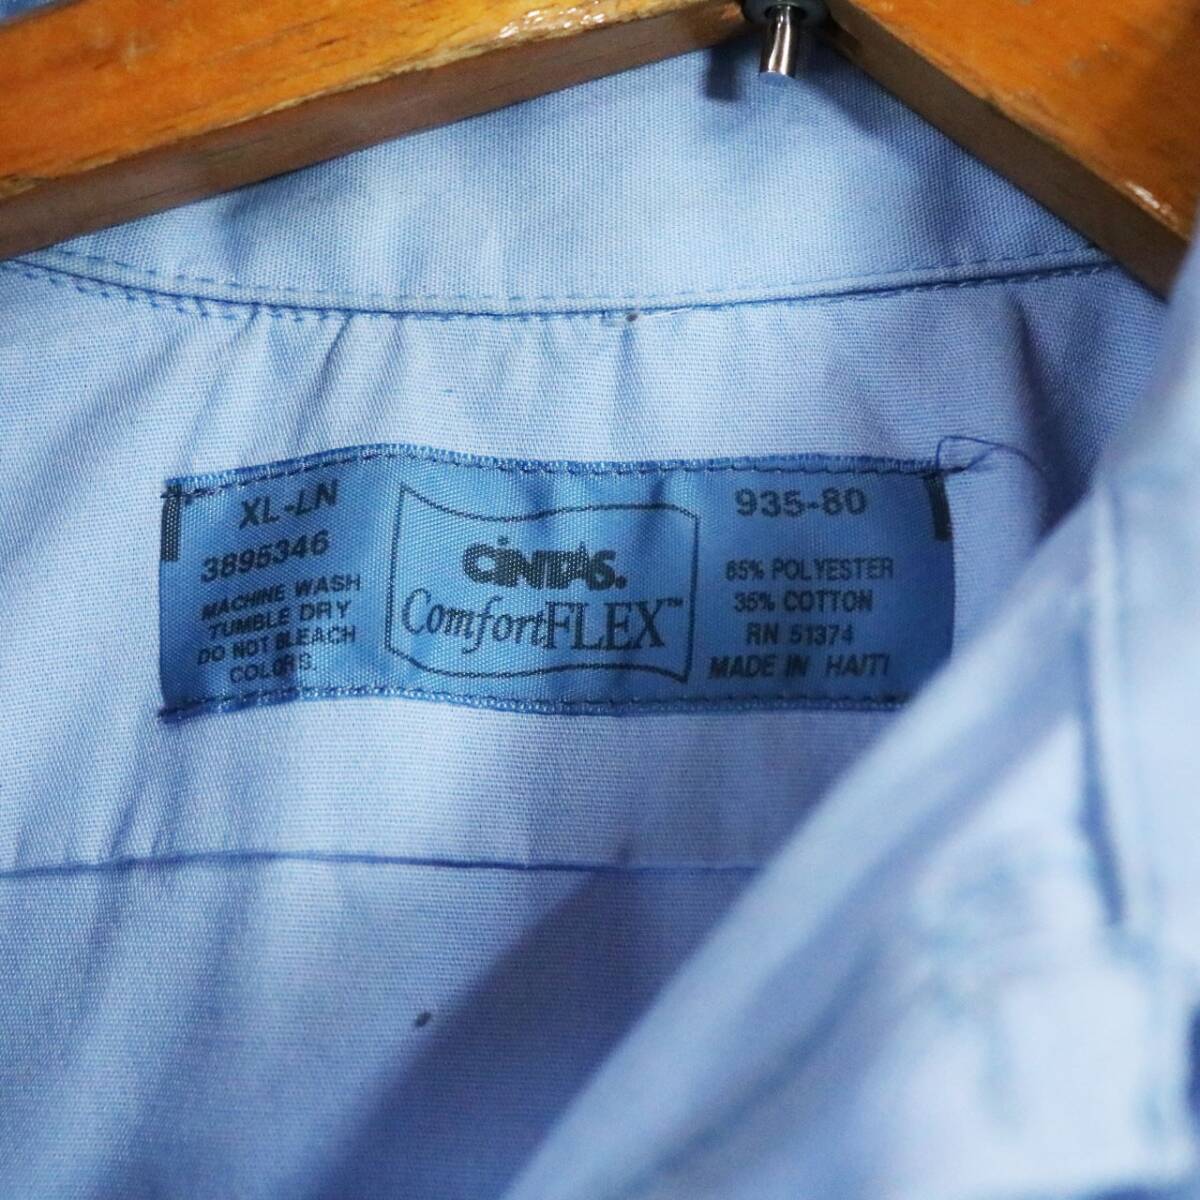 XL-LN
3895346
MACHINE WASH
TUMBLE DRY
DO NOT BLEACH
COLORS.
CINTAS.
ComfortFLEX™
935-80
65% POLYESTER
35% COTTON
RN 51374
MADE IN HAITI